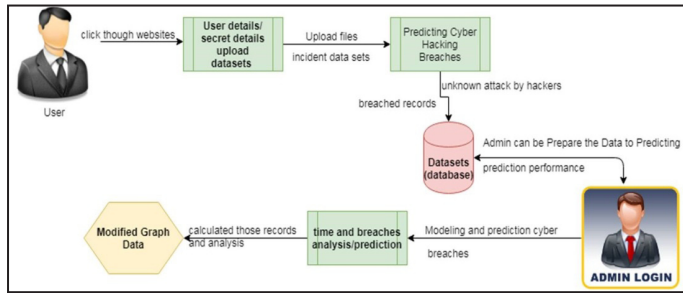 click though websites
User
User details/
secret details
upload
datasets
Upload files
incident data sets
Predicting Cyber
Hacking
Breaches
unknown attack by hackers
breached records
Datasets
(database)
Admin can be Prepare the Data to Predicting
prediction performance
ADMIN LOGIN
Modeling and prediction cyber
breaches
time and breaches
analysis/prediction
calculated those records
and analysis
Modified Graph
Data